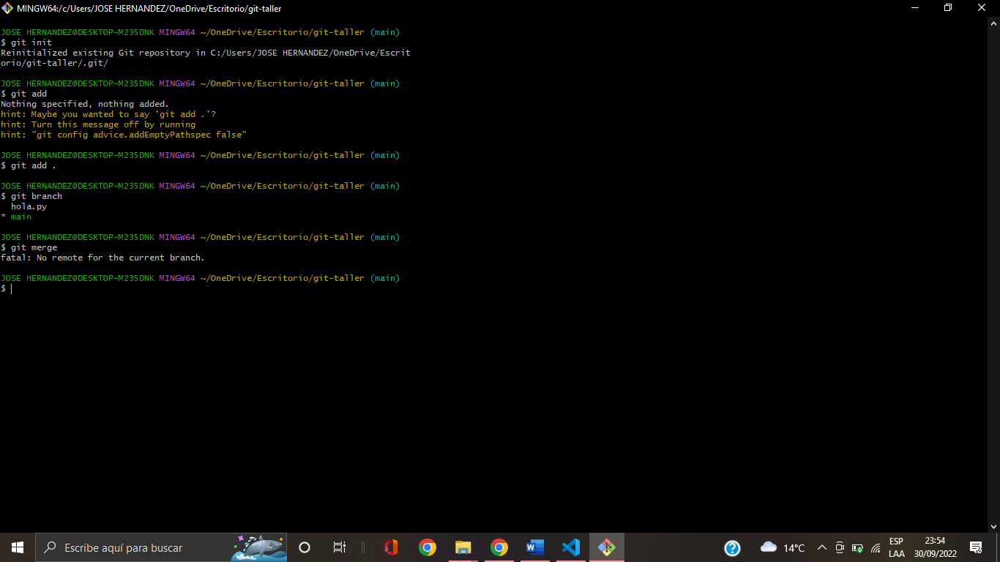 MINGW64:/c/Users/JOSE HERNANDEZ/OneDrive/Escritorio/git-taller
JOSE HERNANDEZ@DESKTOP-M235DNK MINGW64 ~/OneDrive/Escritorio/git-taller (main)
$ git init
Reinitialized existing Git repository in C:/Users/JOSE HERNANDEZ/OneDrive/Escrit
orio/git-taller/.git/
JOSE HERNANDEZ@DESKTOP-M235DNK MINGW64 ~/OneDrive/Escritorio/git-taller (main)
$ git add
Nothing specified, nothing added.
hint: Maybe you wanted to say 'git add .'?
hint: Turn this message off by running
hint: "git config advice.addEmptyPathspec false"
JOSE HERNANDEZ@DESKTOP-M235DNK MINGW64 ~/OneDrive/Escritorio/git-taller (main)
$ git add .
JOSE HERNANDEZ@DESKTOP-M235DNK MINGW64 ~/OneDrive/Escritorio/git-taller (main)
$ git branch
hola.py
* main
JOSE HERNANDEZ@DESKTOP-M235DNK MINGW64 ~/OneDrive/Escritorio/git-taller (main)
$ git merge
fatal: No remote for the current branch.
JOSE HERNANDEZ@DESKTOP-M235DNK MINGW64 ~/OneDrive/Escritorio/git-taller (main)
$
Escribe aquí para buscar
14°C
ESP
LAA
23:54
30/09/2022